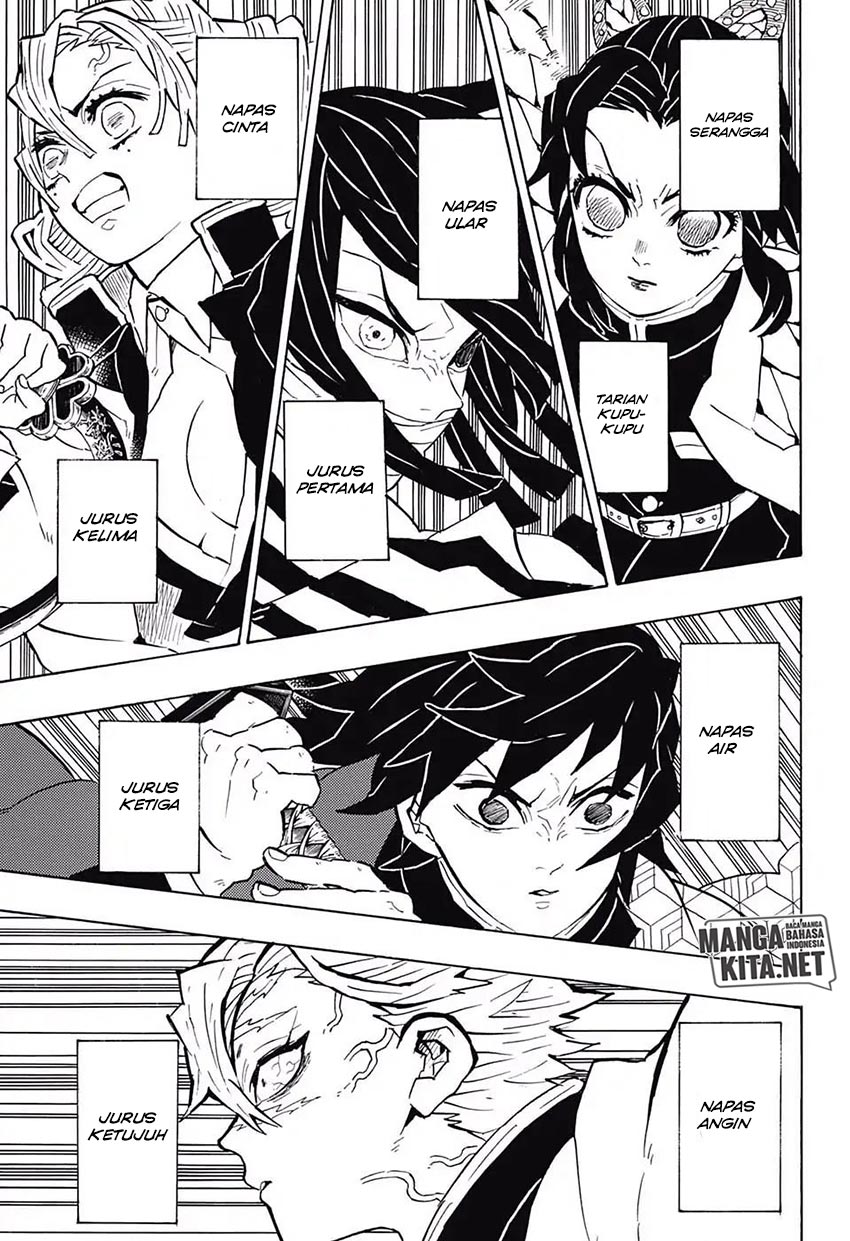 NAPAS
SERANGGA
TARIAN
KUPU-
KUPU
NAPAS
ULAR
JURUS
PERTAMA
NAPAS
CINTA
JURUS
KELIMA
NAPAS
AIR
JURUS
KETIGA
MANGA
KITA.NET
BACA MANGA
BAHASA
INDONESIA
NAPAS
ANGIN
JURUS
KETUJUH